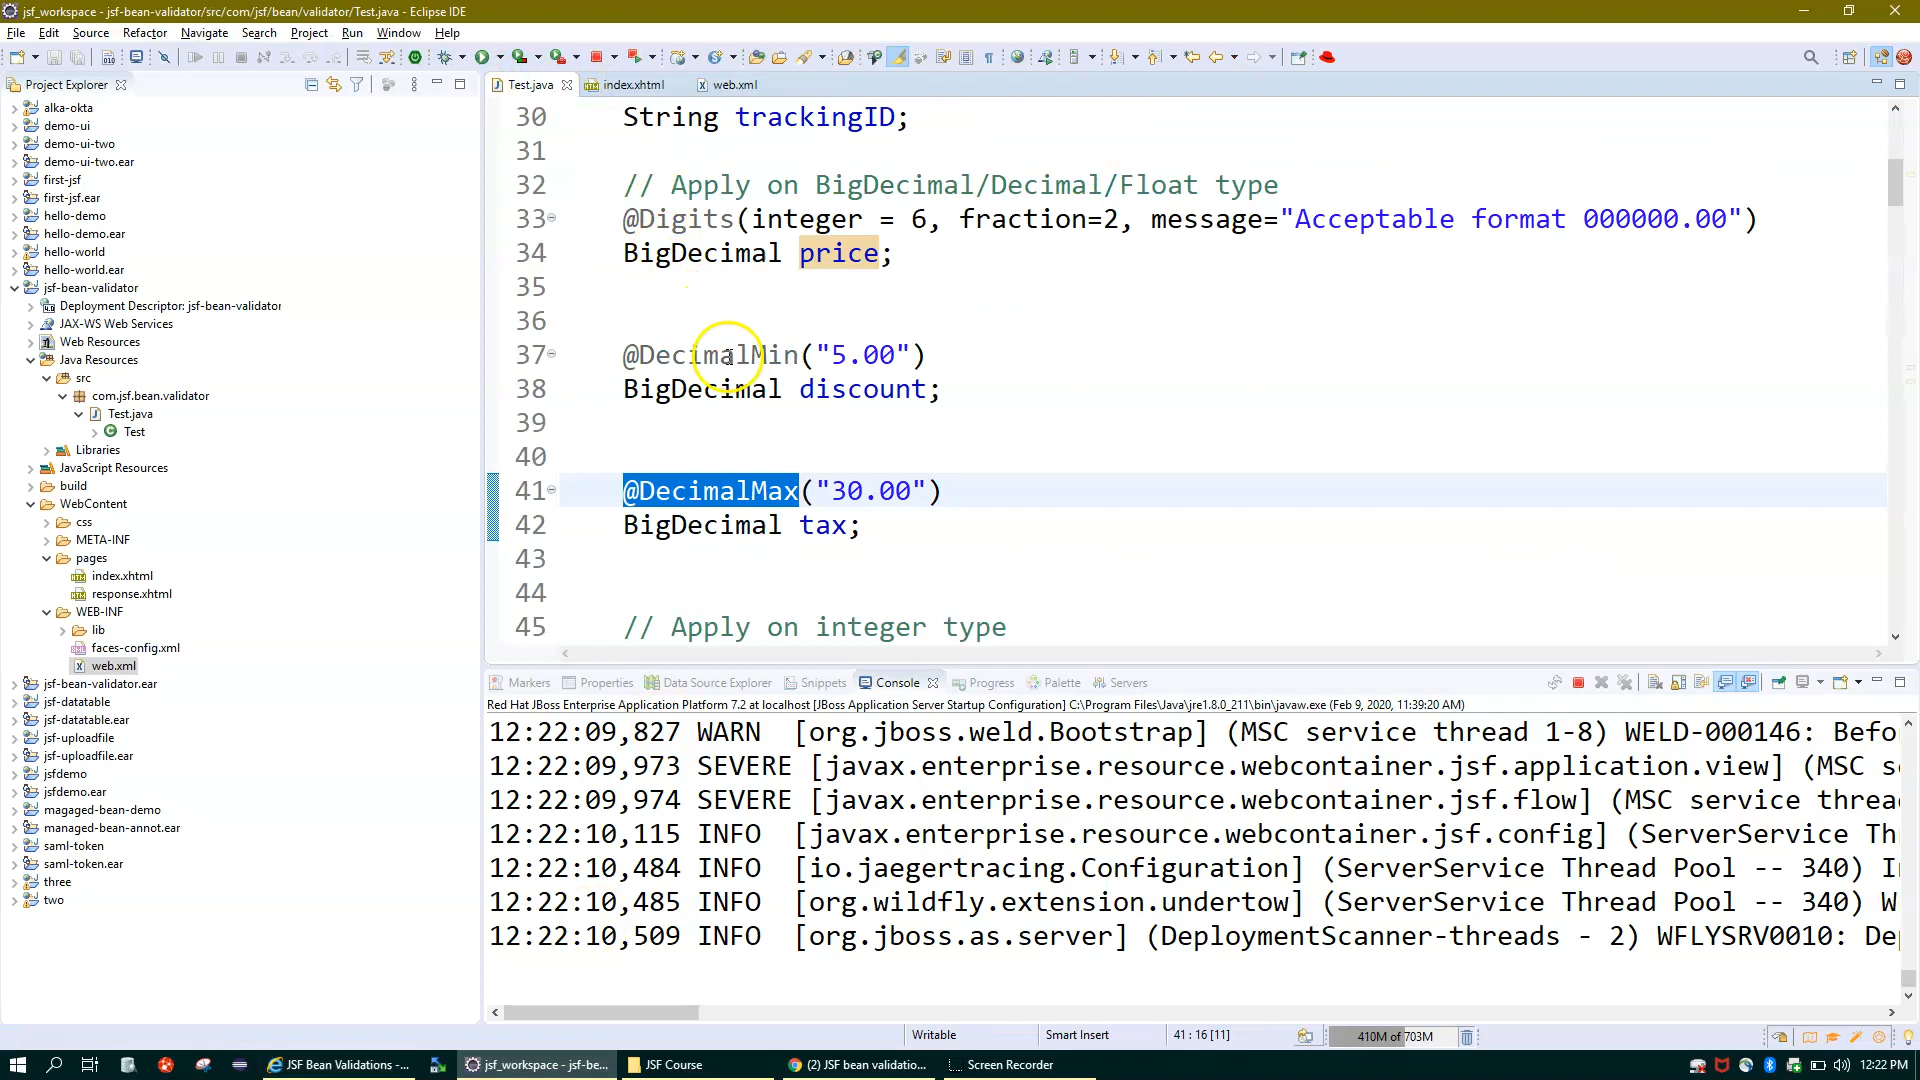 jsf_workspace - jsf-bean-validator/src/com/jsf/bean/validator/Test.java - Eclipse IDE
File Edit Source Refactor Navigate Search Project Run Window Help
Project Explorer
alka-okta
demo-ui
demo-ui-two
demo-ui-two.ear
first-jsf
first-jsf.ear
hello-demo
hello-demo.ear
hello-world
hello-world.ear
jsf-bean-validator
Deployment Descriptor: jsf-bean-validator
JAX-WS Web Services
Web Resources
Java Resources
src
com.jsf.bean.validator
Test.java
Test
Libraries
JavaScript Resources
build
WebContent
css
META-INF
pages
index.xhtml
response.xhtml
WEB-INF
lib
faces-config.xml
web.xml
jsf-bean-validator.ear
jsf-datatable
jsf-datatable.ear
jsf-uploadfile
jsf-uploadfile.ear
jsfdemo
jsfdemo.ear
magaged-bean-demo
managed-bean-annot.ear
saml-token
saml-token.ear
three
two
Test.java index.xhtml web.xml
30 String trackingID;
31
32 // Apply on BigDecimal/Decimal/Float type
33 @Digits(integer = 6, fraction=2, message="Acceptable format 000000.00")
34 BigDecimal price;
35
36
37 @DecimalMin("5.00")
38 BigDecimal discount;
39
40
41 @DecimalMax("30.00")
42 BigDecimal tax;
43
44
45 // Apply on integer type
Markers Properties Data Source Explorer Snippets Console Progress Palette Servers
Red Hat JBoss Enterprise Application Platform 7.2 at localhost [JBoss Application Server Startup Configuration] C:\Program Files\Java\jre1.8.0_211\bin\javaw.exe (Feb 9, 2020, 11:39:20 AM)
12:22:09,827 WARN [org.jboss.weld.Bootstrap] (MSC service thread 1-8) WELD-000146: Befo
12:22:09,973 SEVERE [javax.enterprise.resource.webcontainer.jsf.application.view] (MSC s
12:22:09,974 SEVERE [javax.enterprise.resource.webcontainer.jsf.flow] (MSC service threa
12:22:10,115 INFO [javax.enterprise.resource.webcontainer.jsf.config] (ServerService Th
12:22:10,484 INFO [io.jaegertracing.Configuration] (ServerService Thread Pool -- 340) I
12:22:10,485 INFO [org.wildfly.extension.undertow] (ServerService Thread Pool -- 340) W
12:22:10,509 INFO [org.jboss.as.server] (DeploymentScanner-threads - 2) WFLYSRV0010: De
Writable Smart Insert 41 : 16 [11] 410M of 703M
JSF Bean Validations - ... jsf_workspace - jsf-be... JSF Course (2) JSF bean validatio... Screen Recorder 12:22 PM